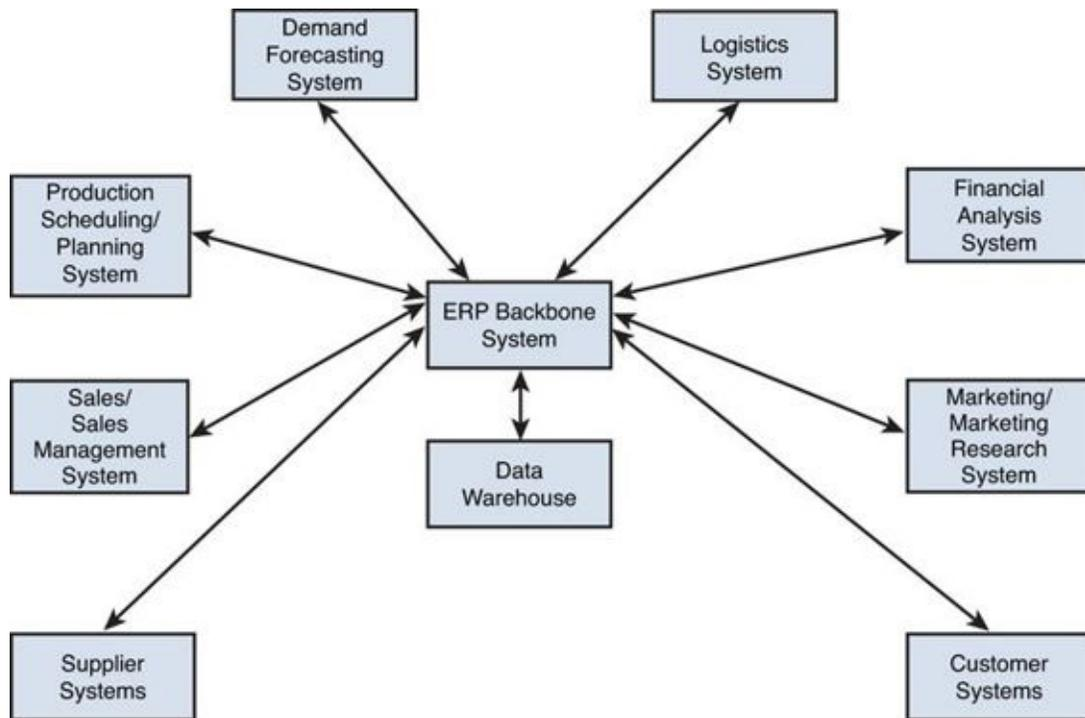 Demand
Forecasting
System
Logistics
System
Production
Scheduling/
Planning
System
Financial
Analysis
System
ERP Backbone
System
Sales/
Sales
Management
System
Marketing/
Marketing
Research
System
Data
Warehouse
Supplier
Systems
Customer
Systems